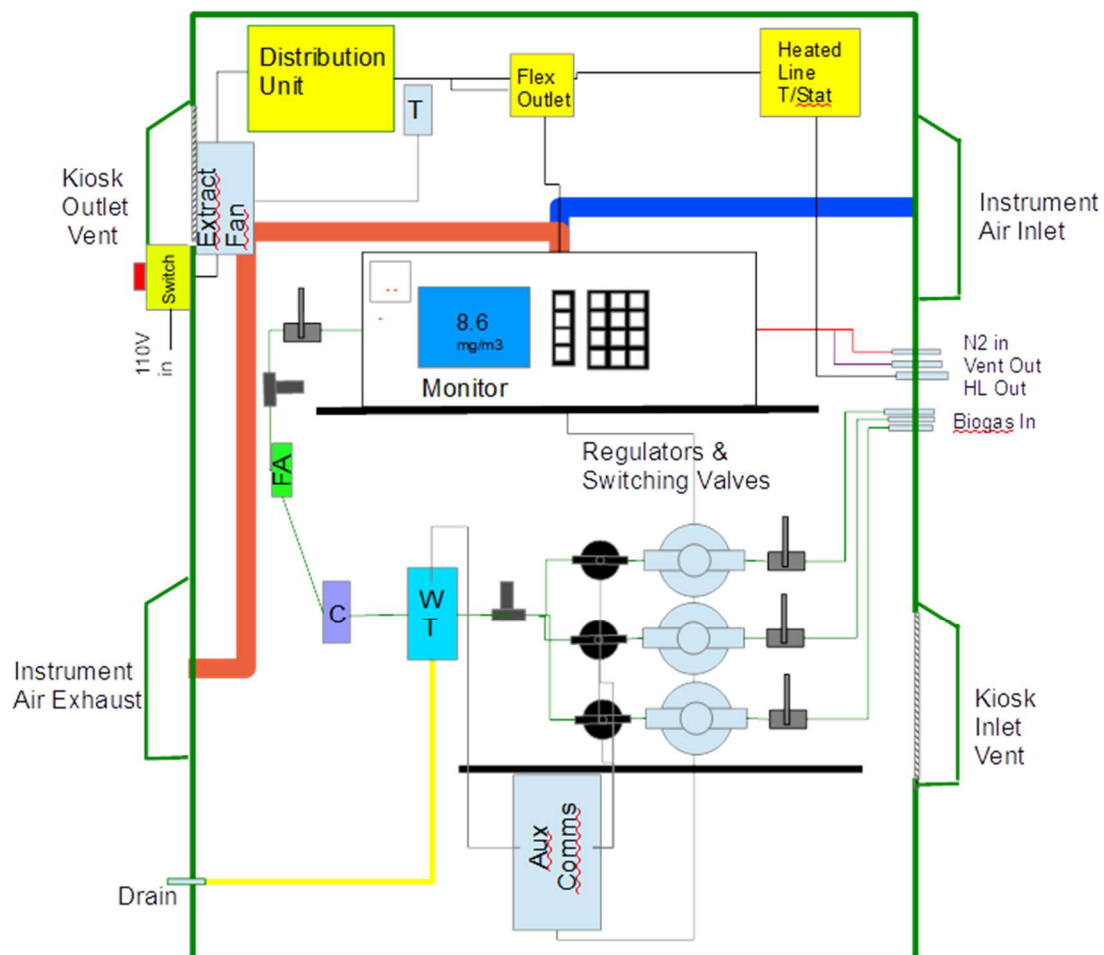 Distribution
Unit
Flex
Outlet
Heated
Line
T/Stat
T
Kiosk
Outlet
Vent
Extract
Fan
Instrument
Air Inlet
Switch
110V
in
8.6
mg/m3
Monitor
N2 in
Vent Out
HL Out
Biogas In
Regulators &
Switching Valves
FA
C
W
T
Instrument
Air Exhaust
Kiosk
Inlet
Vent
Aux
Comms
Drain